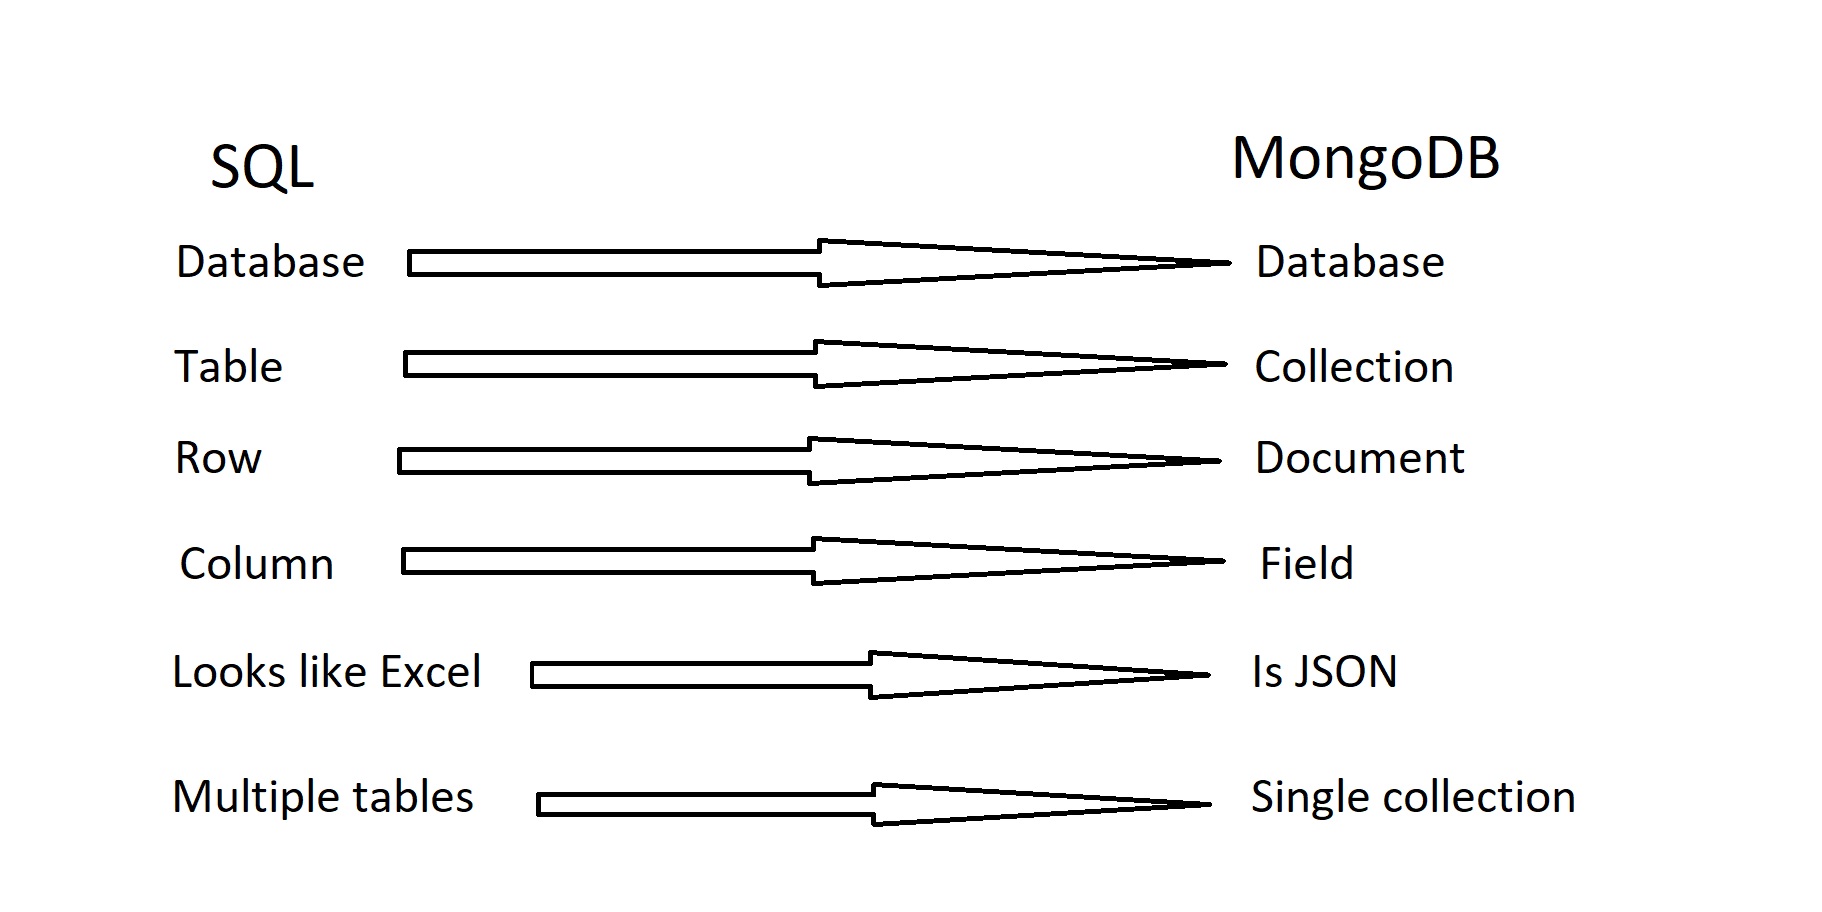 SQL MongoDB
Database Database
Table Collection
Row Document
Column Field
Looks like Excel Is JSON
Multiple tables Single collection